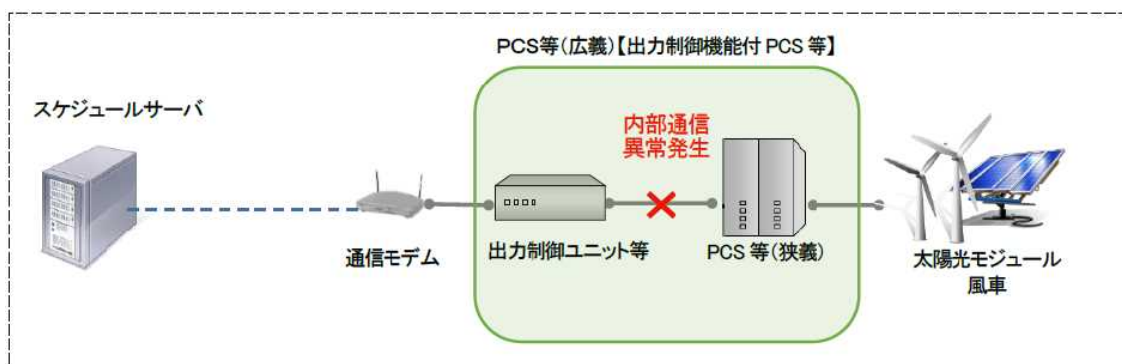 PCS等(広義)【出力制御機能付 PCS 等】
スケジュールサーバ
内部通信
異常発生
通信モデム
出力制御ユニット等
PCS 等(狭義)
太陽光モジュール
風車